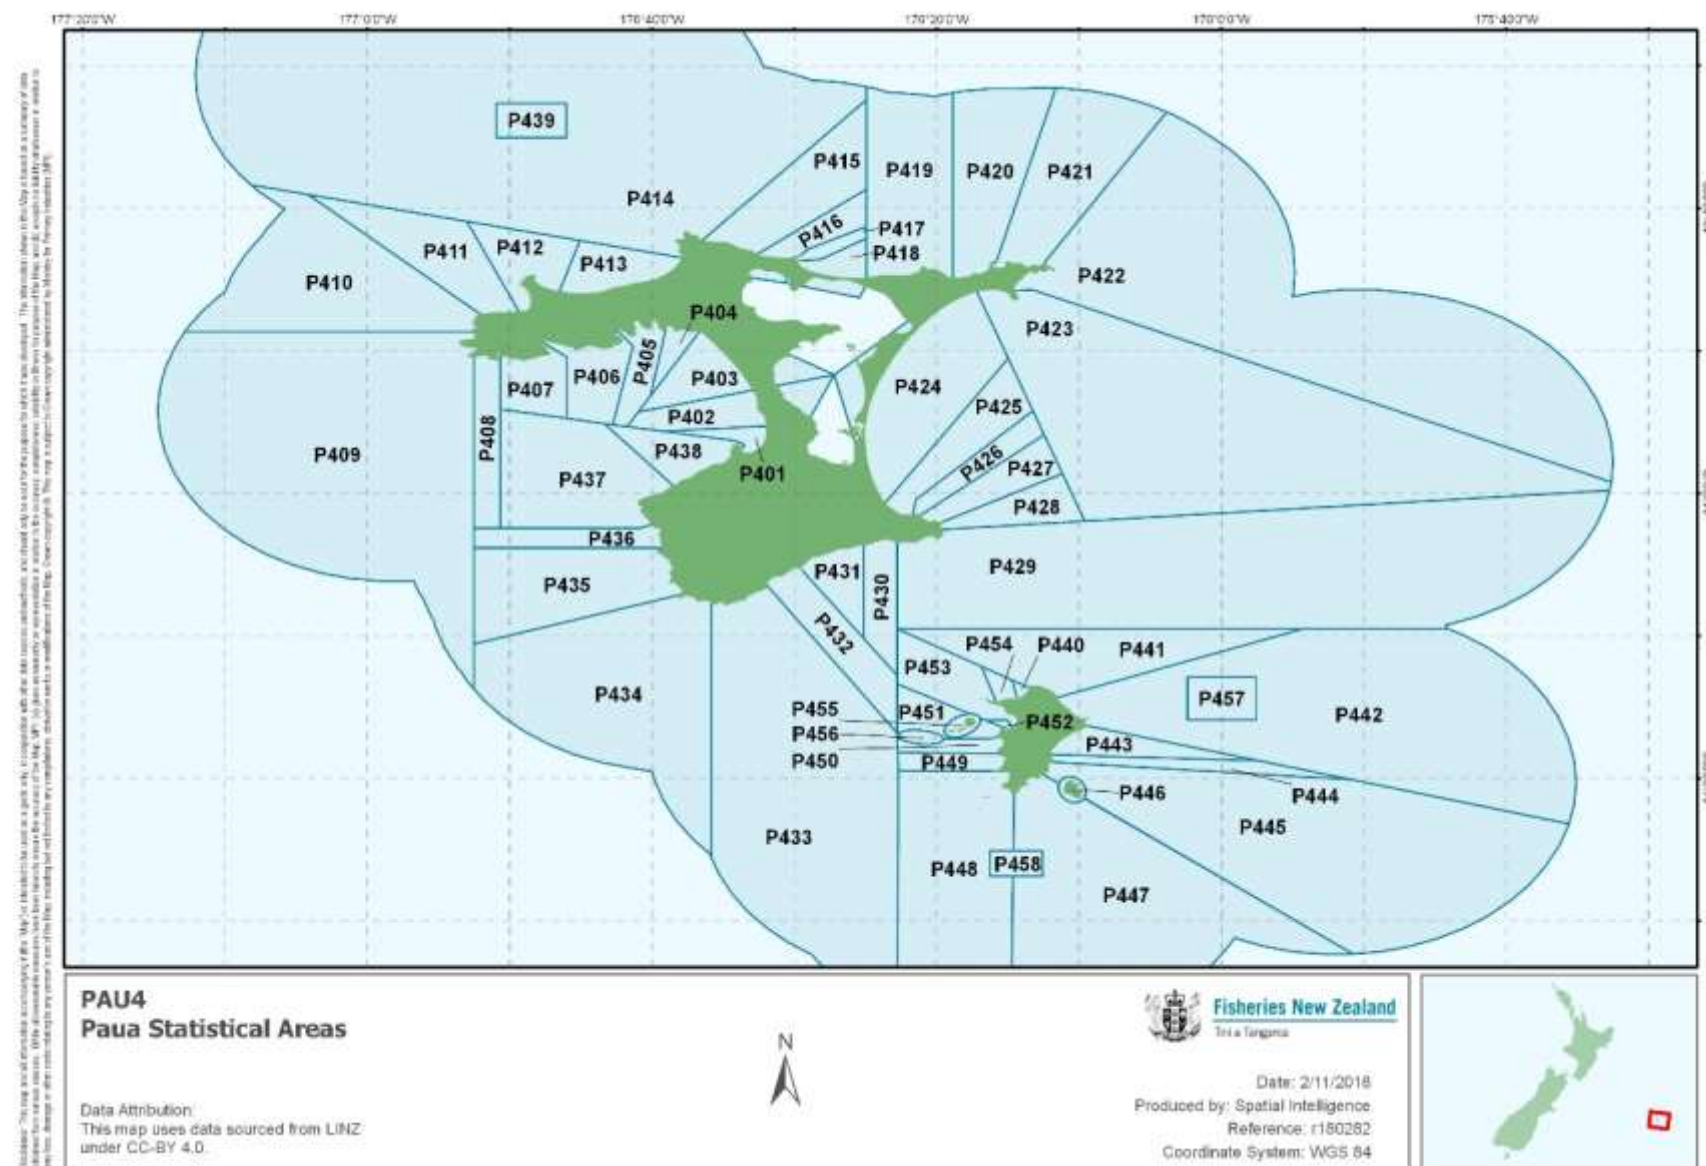 177°20'0"W 177°0'0"W 176°40'0"W 176°20'0"W 176°0'0"W 175°40'0"W
P439
P415
P419
P420
P421
P414
P416
P417
P418
P411
P412
P413
P410
P422
P404
P423
P405
P406
P403
P407
P424
P402
P425
P408
P409
P438
P401
P426
P427
P437
P428
P436
P435
P431
P430
P429
P432
P454
P440
P441
P453
P434
P457
P455
P451
P452
P442
P456
P443
P450
P449
P446
P444
P445
P433
P448
P458
P447
PAU4
Paua Statistical Areas
Data Attribution:
This map uses data sourced from LINZ
under CC-BY 4.0.
N
Fisheries New Zealand
Tini a Tangaroa
Date: 2/11/2018
Produced by: Spatial Intelligence
Reference: r180282
Coordinate System: WGS 84